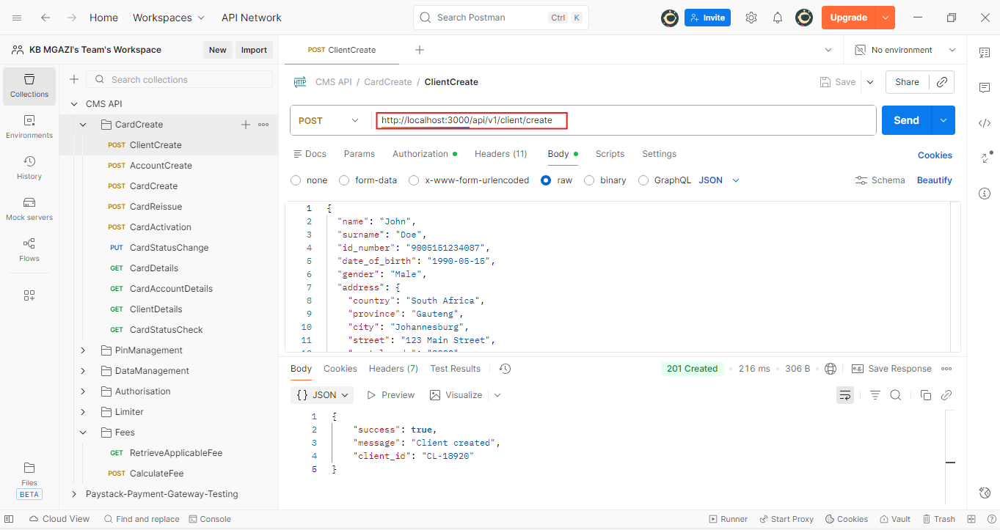 Home Workspaces API Network Search Postman Ctrl K Invite Upgrade
KB MGAZI's Team's Workspace New Import
POST ClientCreate No environment
Collections
Environments
History
Mock servers
Flows
Files
BETA
Search collections
CMS API
CardCreate
POST ClientCreate
POST AccountCreate
POST CardCreate
POST CardReissue
POST CardActivation
PUT CardStatusChange
GET CardDetails
GET CardAccountDetails
GET ClientDetails
GET CardStatusCheck
PinManagement
DataManagement
Authorisation
Limiter
Fees
GET RetrieveApplicableFee
POST CalculateFee
Paystack-Payment-Gateway-Testing
HTTP CMS API / CardCreate / ClientCreate Save Share
POST http://localhost:3000/api/v1/client/create Send
Docs Params Authorization Headers (11) Body Scripts Settings Cookies
none form-data x-www-form-urlencoded raw binary GraphQL JSON Schema Beautify
1 {
2 "name": "John",
3 "surname": "Doe",
4 "id_number": "9005151234087",
5 "date_of_birth": "1990-05-15",
6 "gender": "Male",
7 "address": {
8 "country": "South Africa",
9 "province": "Gauteng",
10 "city": "Johannesburg",
11 "street": "123 Main Street",
Body Cookies Headers (7) Test Results 201 Created 216 ms 306 B e.g. Save Response
{} JSON Preview Visualize
1 {
2 "success": true,
3 "message": "Client created",
4 "client_id": "CL-18920"
5 }
Cloud View Find and replace Console Runner Start Proxy Cookies Vault Trash